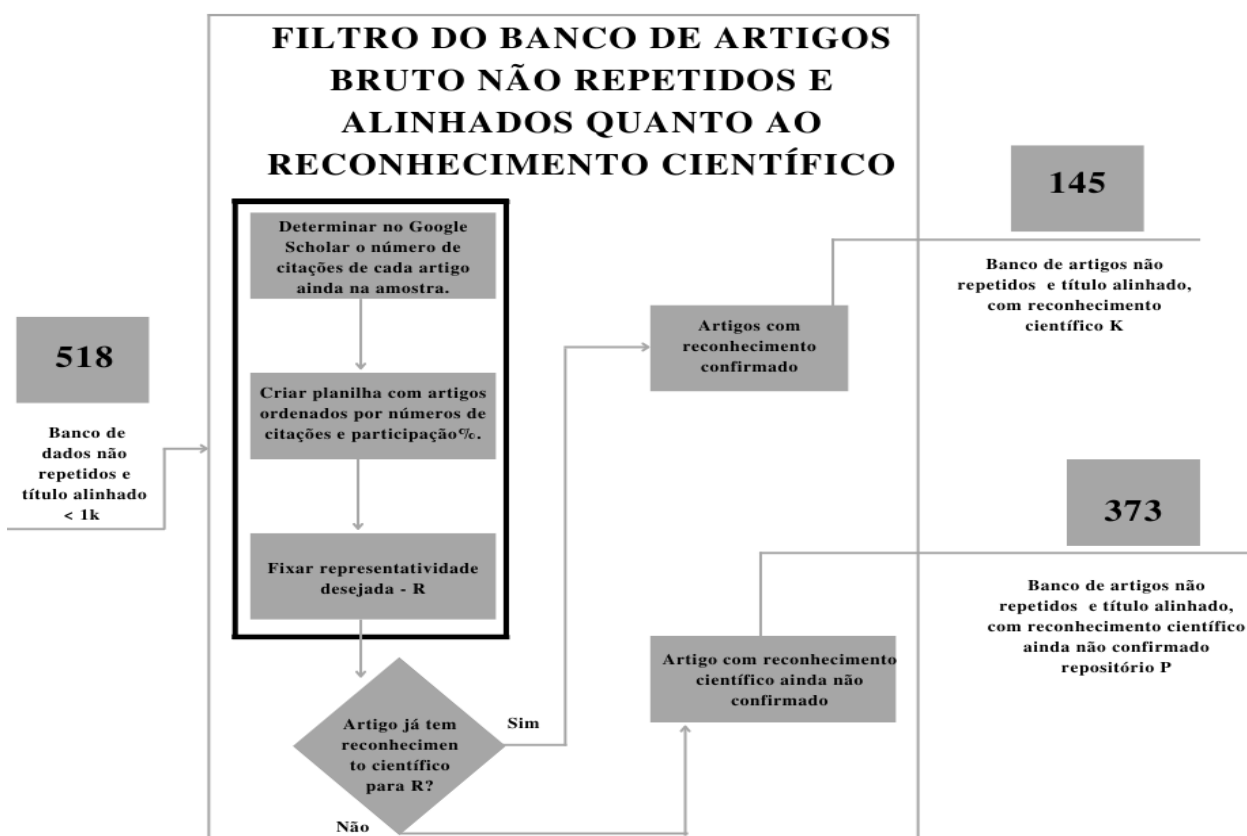 FILTRO DO BANCO DE ARTIGOS
BRUTO NÃO REPETIDOS E
ALINHADOS QUANTO AO
RECONHECIMENTO CIENTÍFICO
518
Banco de
dados não
repetidos e
título alinhado
< 1k
Determinar no Google
Scholar o número de
citações de cada artigo
ainda na amostra.
Criar planilha com artigos
ordenados por números de
citações e participação%.
Fixar representatividade
desejada - R
Artigo já tem
reconhecimen
to científico
para R?
Sim
Não
Artigos com
reconhecimento
confirmado
Artigo com reconhecimento
científico ainda não
confirmado
145
Banco de artigos não
repetidos e título alinhado,
com reconhecimento
científico K
373
Banco de artigos não
repetidos e título alinhado,
com reconhecimento científico
ainda não confirmado
repositório P